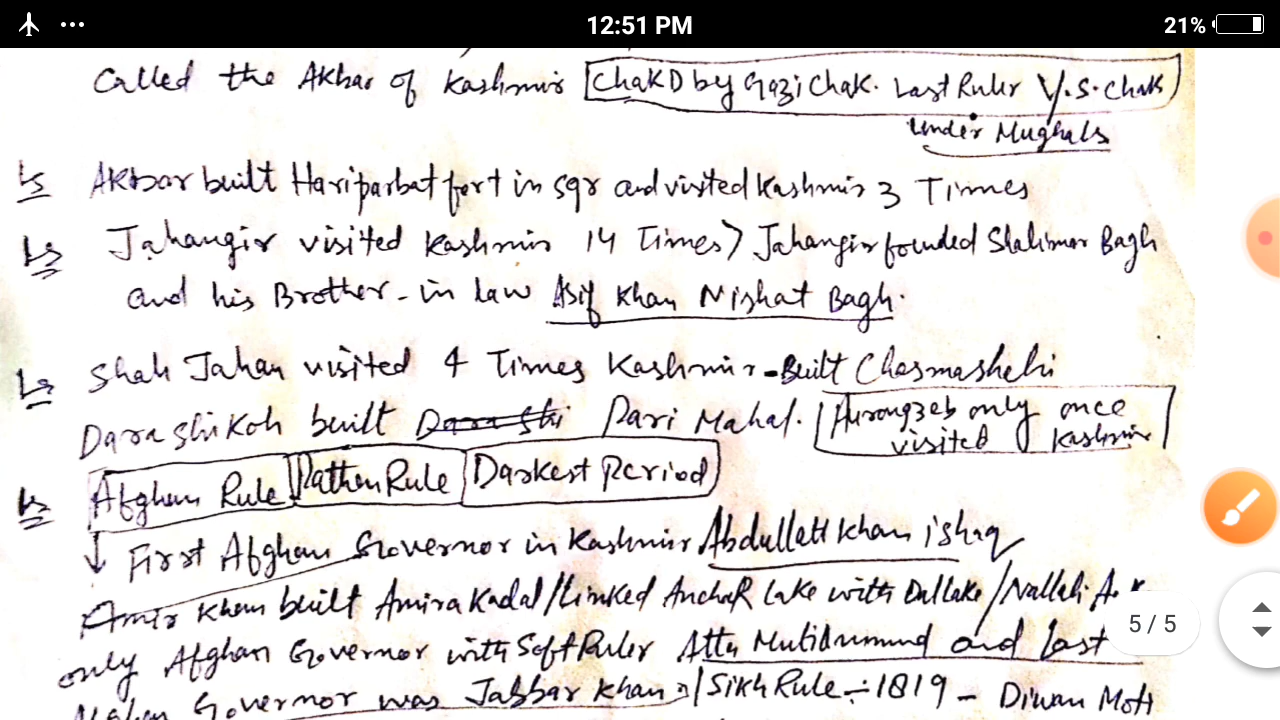 12:51 PM
21%
Called the Akbar of Kashmir ChakD by Gazi Chak. Last Ruler Y.S. Chak
under Mughals
Akbar built Hariparbat fort in sgr and visited Kashmir 3 Times
Jahangir visited Kashmir 14 Times> Jahangir founded Shalimar Bagh
and his Brother-in law Asif Khan Nishat Bagh.
Shah Jahan visited 4 Times Kashmir - Built Chasmashahi
Darashikoh built Pari Mahal. Aurangzeb only once
visited Kashmir
Afghan Rule Pathan Rule Darkest Period
↓ First Afghan Governor in Kashmir Abdullah Khan ishaq
Amir Khan built Amira Kadal/Linked Anchar Lake with Dal lake/Nallah
5 / 5
only Afghan Governor with Soft Ruler Atta and last
Afghan Governor was Jabbar Khan / Sikh Rule ÷ 1819 - Diwan Moti